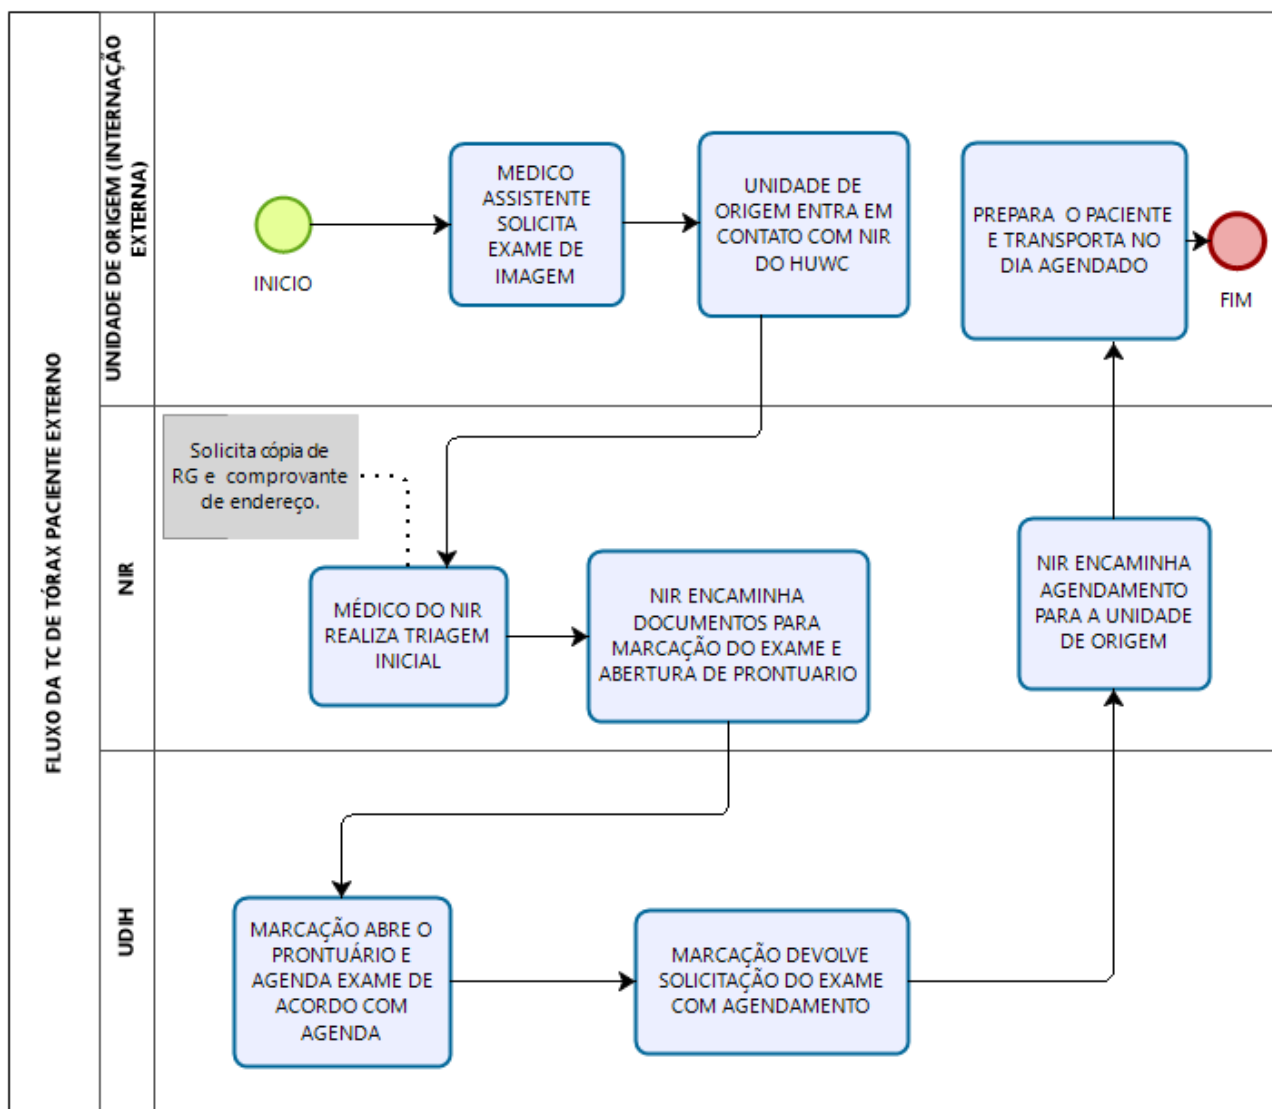 FLUXO DA TC DE TÓRAX PACIENTE EXTERNO
UNIDADE DE ORIGEM (INTERNAÇÃO
EXTERNA)
INICIO
MEDICO
ASSISTENTE
SOLICITA
EXAME DE
IMAGEM
UNIDADE DE
ORIGEM ENTRA EM
CONTATO COM NIR
DO HUWC
PREPARA O PACIENTE
E TRANSPORTA NO
DIA AGENDADO
FIM
NIR
Solicita cópia de
RG e comprovante
de endereço.
MÉDICO DO NIR
REALIZA TRIAGEM
INICIAL
NIR ENCAMINHA
DOCUMENTOS PARA
MARCAÇÃO DO EXAME E
ABERTURA DE PRONTUARIO
NIR ENCAMINHA
AGENDAMENTO
PARA A UNIDADE
DE ORIGEM
UDIH
MARCAÇÃO ABRE O
PRONTUÁRIO E
AGENDA EXAME DE
ACORDO COM
AGENDA
MARCAÇÃO DEVOLVE
SOLICITAÇÃO DO EXAME
COM AGENDAMENTO